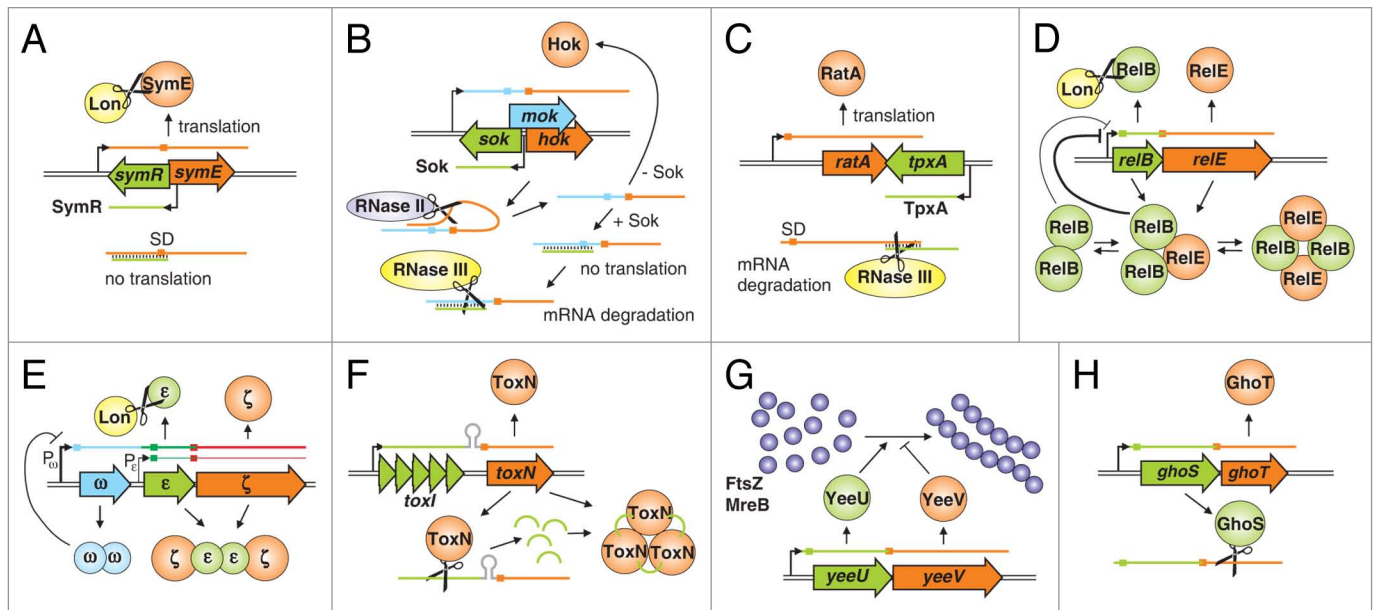 A
Lon
SymE
translation
symR
symE
SymR
SD
no translation
B
Hok
mok
sok
hok
Sok
- Sok
RNase II
+ Sok
no translation
RNase III
mRNA degradation
C
RatA
translation
ratA
tpxA
TpxA
SD
mRNA
degradation
RNase III
D
Lon
RelB
RelE
relB
relE
RelB
RelB
RelB
RelB
RelE
RelE
RelB
RelB
RelE
E
Lon
ε
ζ
Pω
Pε
ω
ε
ζ
ω
ω
ζ
ε
ε
ζ
F
ToxN
toxI
toxN
ToxN
ToxN
ToxN
ToxN
G
FtsZ
MreB
YeeU
YeeV
yeeU
yeeV
H
GhoT
ghoS
ghoT
GhoS